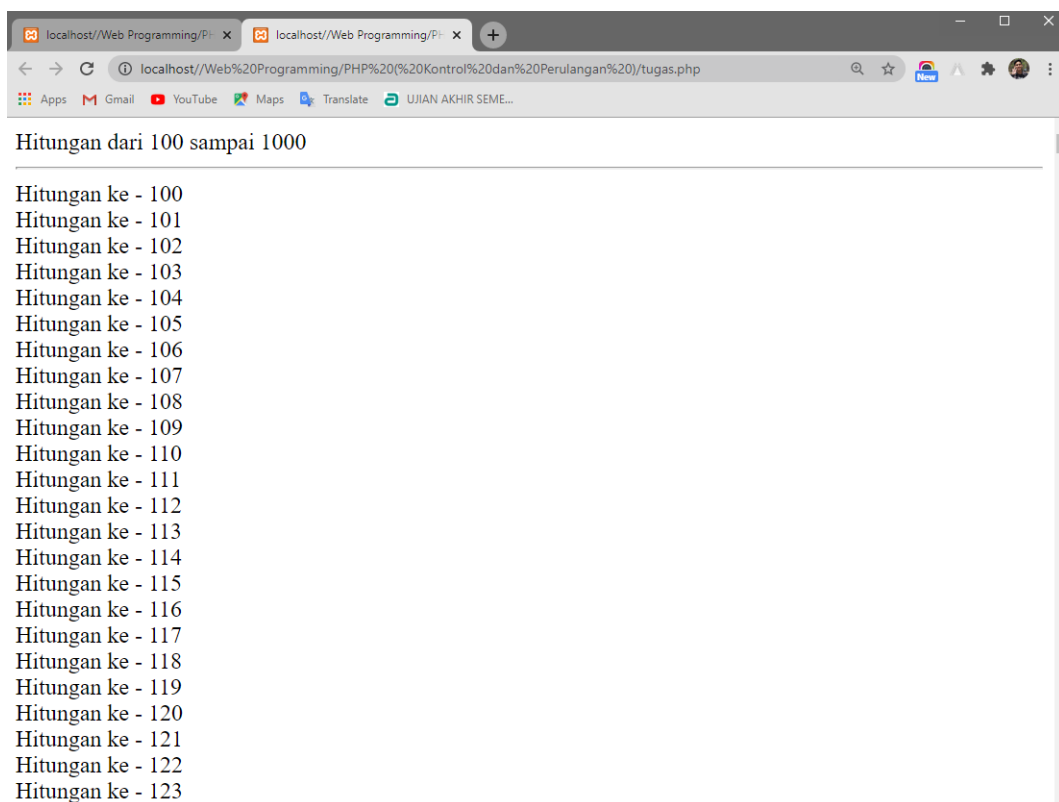 localhost//Web Programming/PH
localhost//Web Programming/PH
localhost//Web%20Programming/PHP%20(%20Kontrol%20dan%20Perulangan%20)/tugas.php
New
Apps Gmail YouTube Maps Translate UJIAN AKHIR SEME...
Hitungan dari 100 sampai 1000
Hitungan ke - 100
Hitungan ke - 101
Hitungan ke - 102
Hitungan ke - 103
Hitungan ke - 104
Hitungan ke - 105
Hitungan ke - 106
Hitungan ke - 107
Hitungan ke - 108
Hitungan ke - 109
Hitungan ke - 110
Hitungan ke - 111
Hitungan ke - 112
Hitungan ke - 113
Hitungan ke - 114
Hitungan ke - 115
Hitungan ke - 116
Hitungan ke - 117
Hitungan ke - 118
Hitungan ke - 119
Hitungan ke - 120
Hitungan ke - 121
Hitungan ke - 122
Hitungan ke - 123